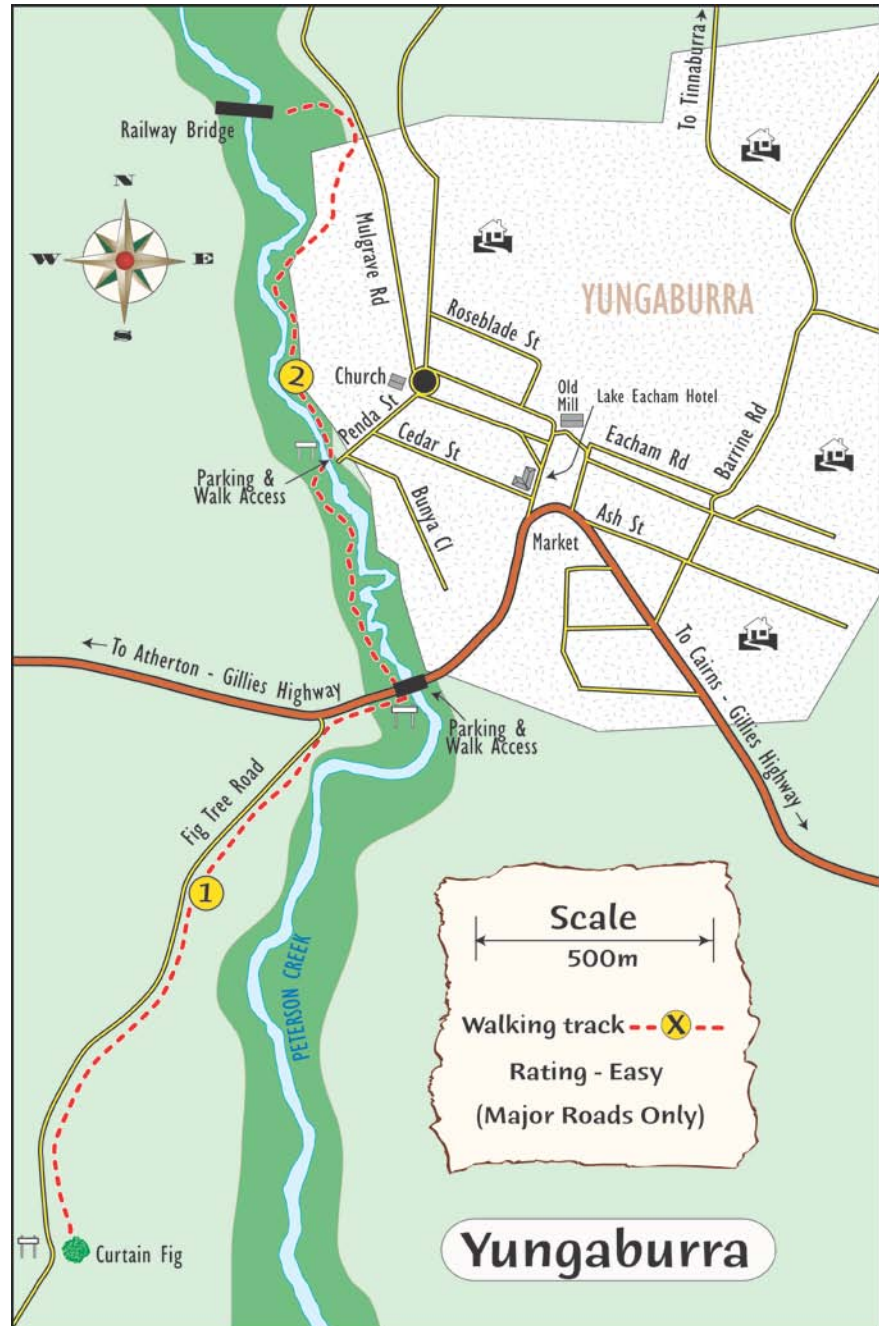 To Tinnaburra
Railway Bridge
N
W
E
S
Mulgrave Rd
YUNGABURRA
Roseblade St
2
Church
Old
Mill
Lake Eacham Hotel
Penda St
Cedar St
Eacham Rd
Barrine Rd
Parking &
Walk Access
Bunya Cl
Ash St
Market
To Atherton - Gillies Highway
To Cairns - Gillies Highway
Parking &
Walk Access
Fig Tree Road
1
PETERSON CREEK
Scale
500m
Walking track
X
Rating - Easy
(Major Roads Only)
Curtain Fig
Yungaburra